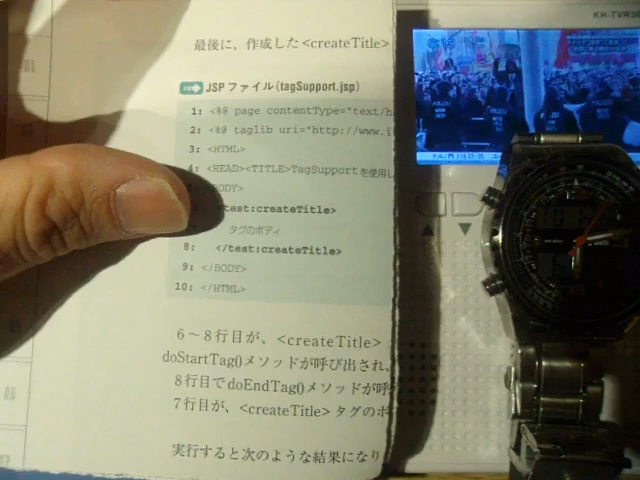 最後に、作成した<createTitle>
JSPファイル(tagSupport.jsp)
1: <%@ page contentType="text/h
2: <%@ taglib uri="http://www.i
3: <HTML>
4: <HEAD><TITLE>TagSupportを使用し
BODY>
test:createTitle>
タグのボディ
8: </test:createTitle>
9: </BODY>
10: </HTML>
6～8行目が、<createTitle>
doStartTag()メソッドが呼び出され、
8行目でdoEndTag()メソッドが呼
7行目が、<createTitle>タグのボ
実行すると次のような結果になり
KH-TVR
POLIZEI